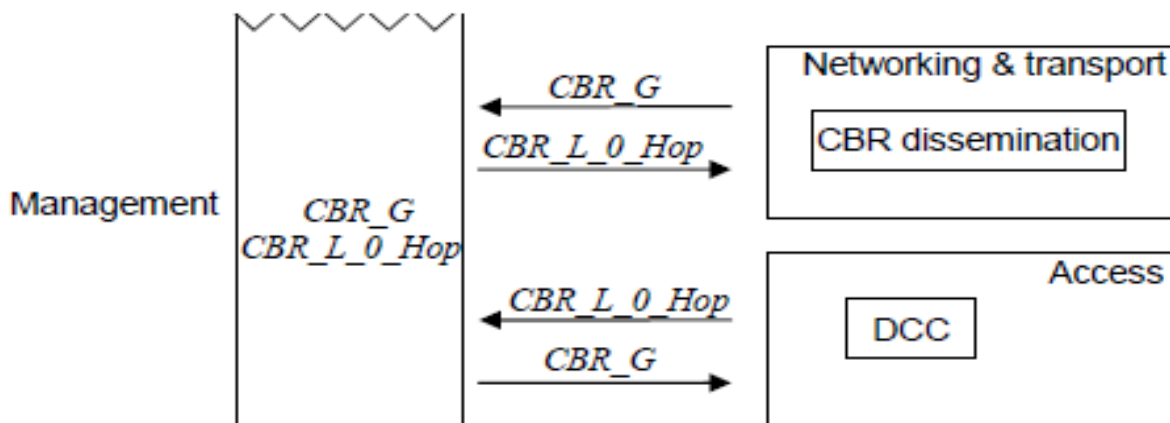 Networking & transport
CBR_G
CBR dissemination
CBR_L_0_Hop
Management
CBR_G
CBR_L_0_Hop
Access
CBR_L_0_Hop
DCC
CBR_G